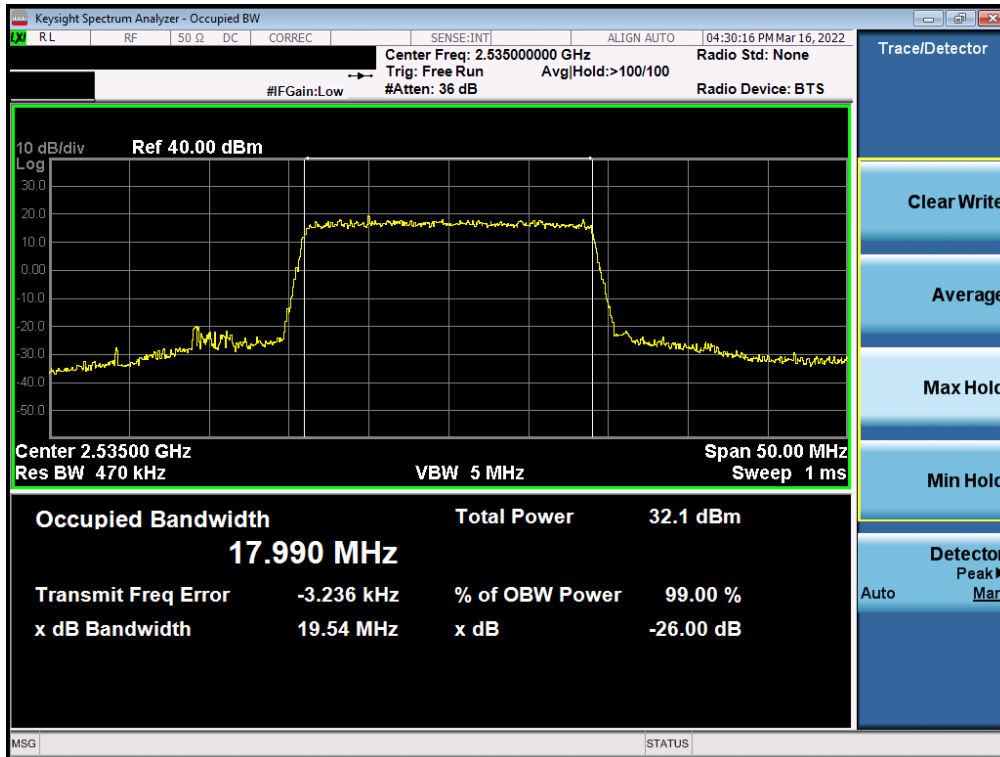 Keysight Spectrum Analyzer - Occupied BW
LXI RL RF 50 Ω DC CORREC SENSE:INT ALIGN AUTO 04:30:16 PM Mar 16, 2022
Center Freq: 2.535000000 GHz Radio Std: None
Trig: Free Run Avg|Hold:>100/100
#IFGain:Low #Atten: 36 dB Radio Device: BTS
Trace/Detector
10 dB/div Ref 40.00 dBm
Log
30.0
20.0
10.0
0.00
-10.0
-20.0
-30.0
-40.0
-50.0
Center 2.53500 GHz Span 50.00 MHz
Res BW 470 kHz VBW 5 MHz Sweep 1 ms
Occupied Bandwidth Total Power 32.1 dBm
17.990 MHz
Transmit Freq Error -3.236 kHz % of OBW Power 99.00 %
x dB Bandwidth 19.54 MHz x dB -26.00 dB
Clear Write
Average
Max Hold
Min Hold
Detector
Peak
Auto Man
MSG STATUS